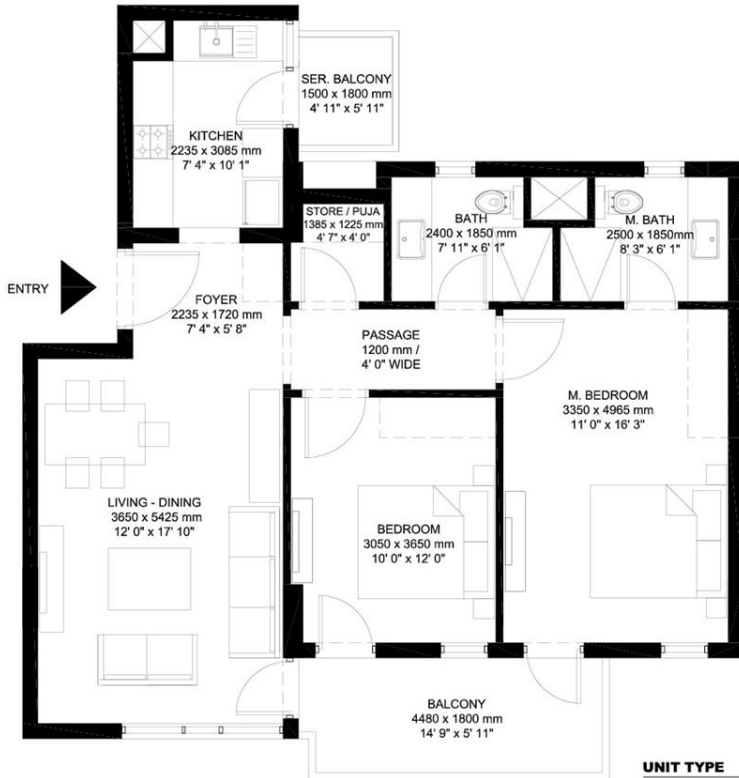 SER. BALCONY
1500 x 1800 mm
4' 11" x 5' 11"
KITCHEN
2235 x 3085 mm
7' 4" x 10' 1"
STORE / PUJA
1385 x 1225 mm
4' 7" x 4' 0"
BATH
2400 x 1850 mm
7' 11" x 6' 1"
M. BATH
2500 x 1850mm
8' 3" x 6' 1"
ENTRY
FOYER
2235 x 1720 mm
7' 4" x 5' 8"
PASSAGE
1200 mm /
4' 0" WIDE
M. BEDROOM
3350 x 4965 mm
11' 0" x 16' 3"
LIVING - DINING
3650 x 5425 mm
12' 0" x 17' 10"
BEDROOM
3050 x 3650 mm
10' 0" x 12' 0"
BALCONY
4480 x 1800 mm
14' 9" x 5' 11"
UNIT TYPE